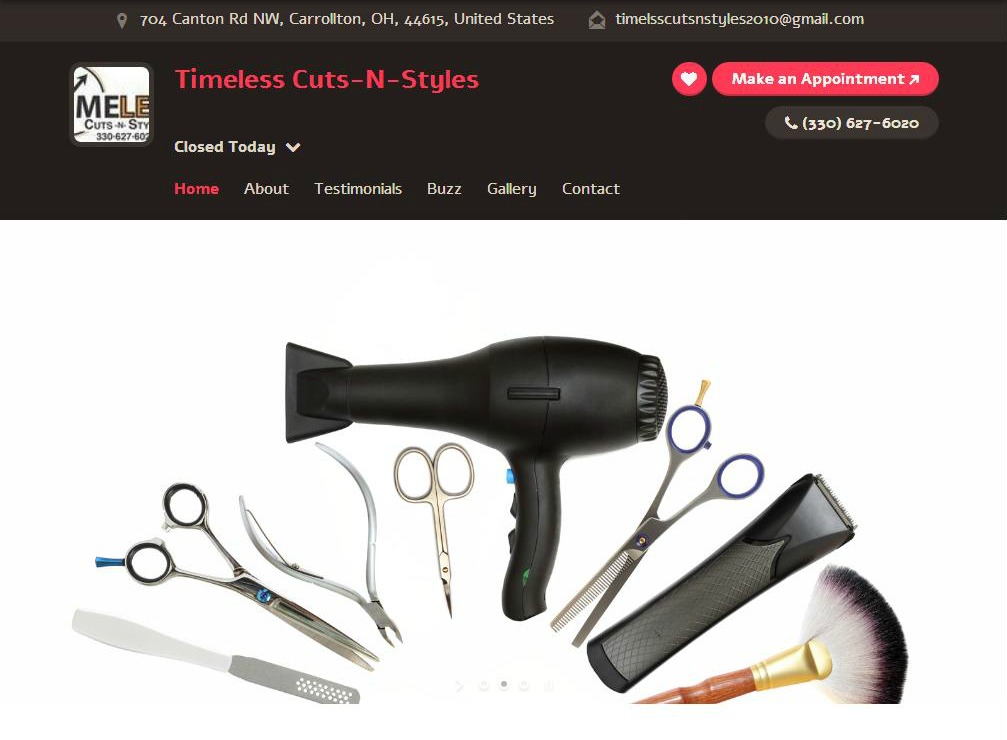 704 Canton Rd NW, Carrollton, OH, 44615, United States
timelsscutsnstyles2010@gmail.com
MELE
CUTS -N- STY
330-627-602
Timeless Cuts-N-Styles
Make an Appointment
(330) 627-6020
Closed Today
Home About Testimonials Buzz Gallery Contact